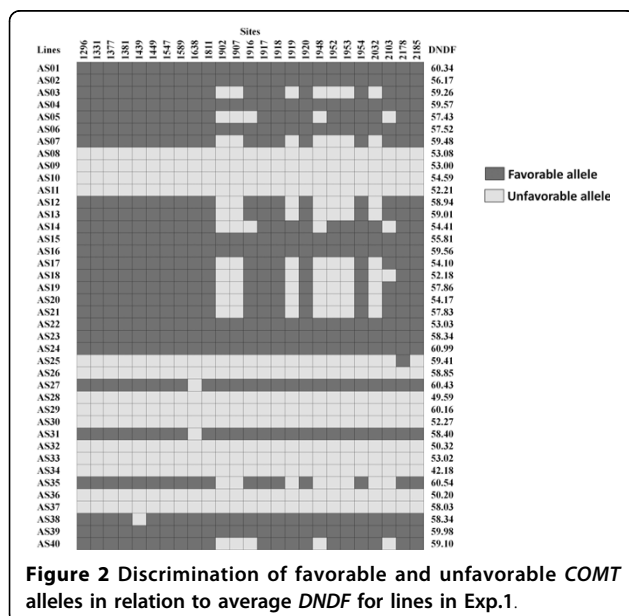 Sites
Lines 1296 1331 1377 1381 1439 1449 1547 1589 1638 1811 1902 1907 1916 1917 1918 1919 1920 1948 1952 1953 1954 2032 2103 2178 2185 DNDF
AS01 60.34
AS02 56.17
AS03 59.26
AS04 59.57
AS05 57.43
AS06 57.52
AS07 59.48
AS08 53.08
AS09 53.00
AS10 54.59
AS11 52.21
AS12 58.94
AS13 59.01
AS14 54.41
AS15 55.81
AS16 59.56
AS17 54.10
AS18 52.18
AS19 57.86
AS20 54.17
AS21 57.83
AS22 53.03
AS23 58.34
AS24 60.99
AS25 59.41
AS26 58.85
AS27 60.43
AS28 49.59
AS29 60.16
AS30 52.27
AS31 58.40
AS32 50.32
AS33 53.02
AS34 42.18
AS35 60.54
AS36 50.20
AS37 58.03
AS38 58.34
AS39 59.98
AS40 59.10
Favorable allele
Unfavorable allele
Figure 2 Discrimination of favorable and unfavorable COMT
alleles in relation to average DNDF for lines in Exp.1.